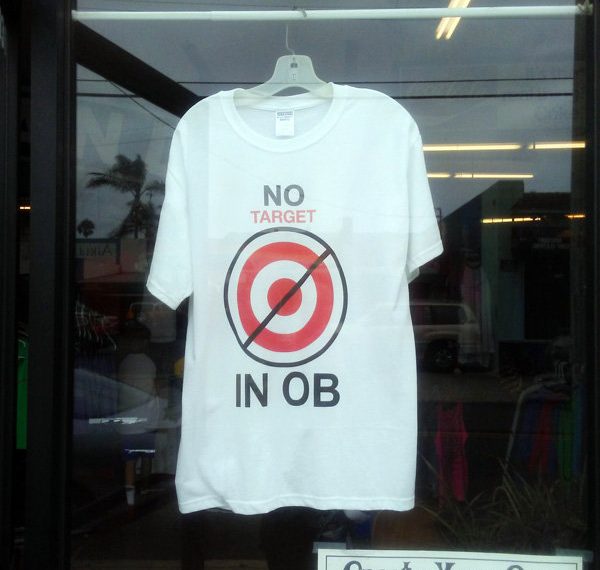 NO
TARGET
IN OB